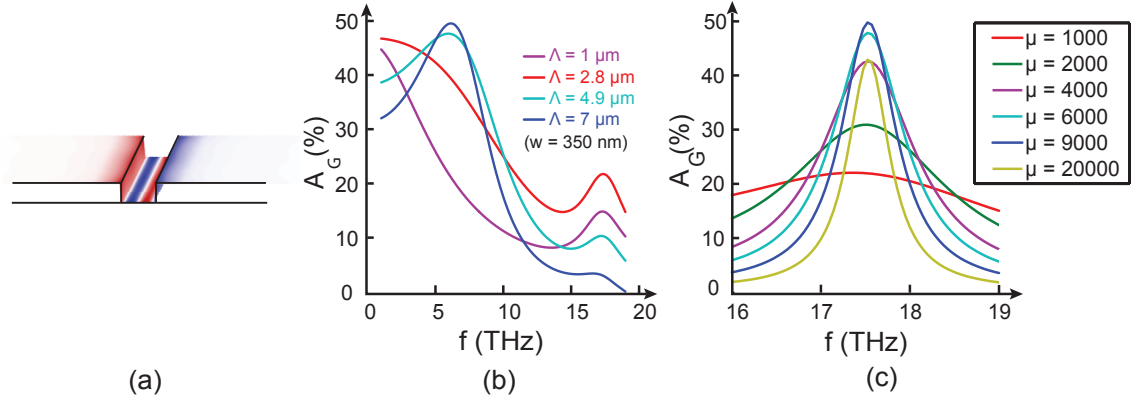 50
40
30
20
10
0
A_G(%)
0
5
10
15
20
f (THz)
Λ = 1 µm
Λ = 2.8 µm
Λ = 4.9 µm
Λ = 7 µm
(w = 350 nm)
50
40
30
20
10
0
A_G(%)
16
17
18
19
f (THz)
µ = 1000
µ = 2000
µ = 4000
µ = 6000
µ = 9000
µ = 20000
(a)
(b)
(c)